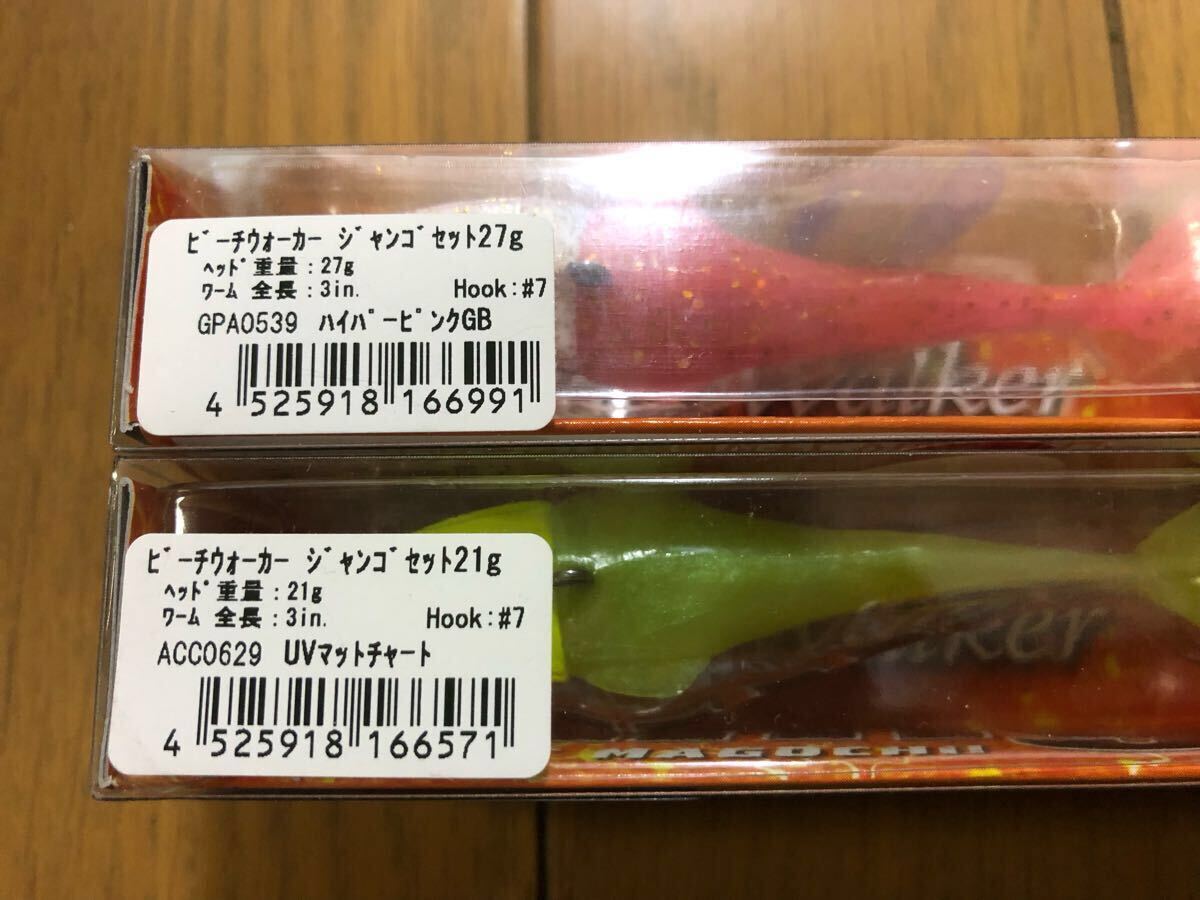 ﾋﾞｰﾁｳｫｰｶｰ ｼﾞｬﾝｺﾞｾｯﾄ27g
ﾍｯﾄﾞ重量：27g
ﾜｰﾑ 全長：3in. Hook:#7
GPA0539 ﾊｲﾊﾟｰﾋﾟﾝｸGB
4 525918 166991
Walker
ﾋﾞｰﾁｳｫｰｶｰ ｼﾞｬﾝｺﾞｾｯﾄ21g
ﾍｯﾄﾞ重量：21g
ﾜｰﾑ 全長：3in. Hook:#7
ACC0629 UVﾏｯﾄﾁｬｰﾄ
4 525918 166571
Walker
MAGOCHI